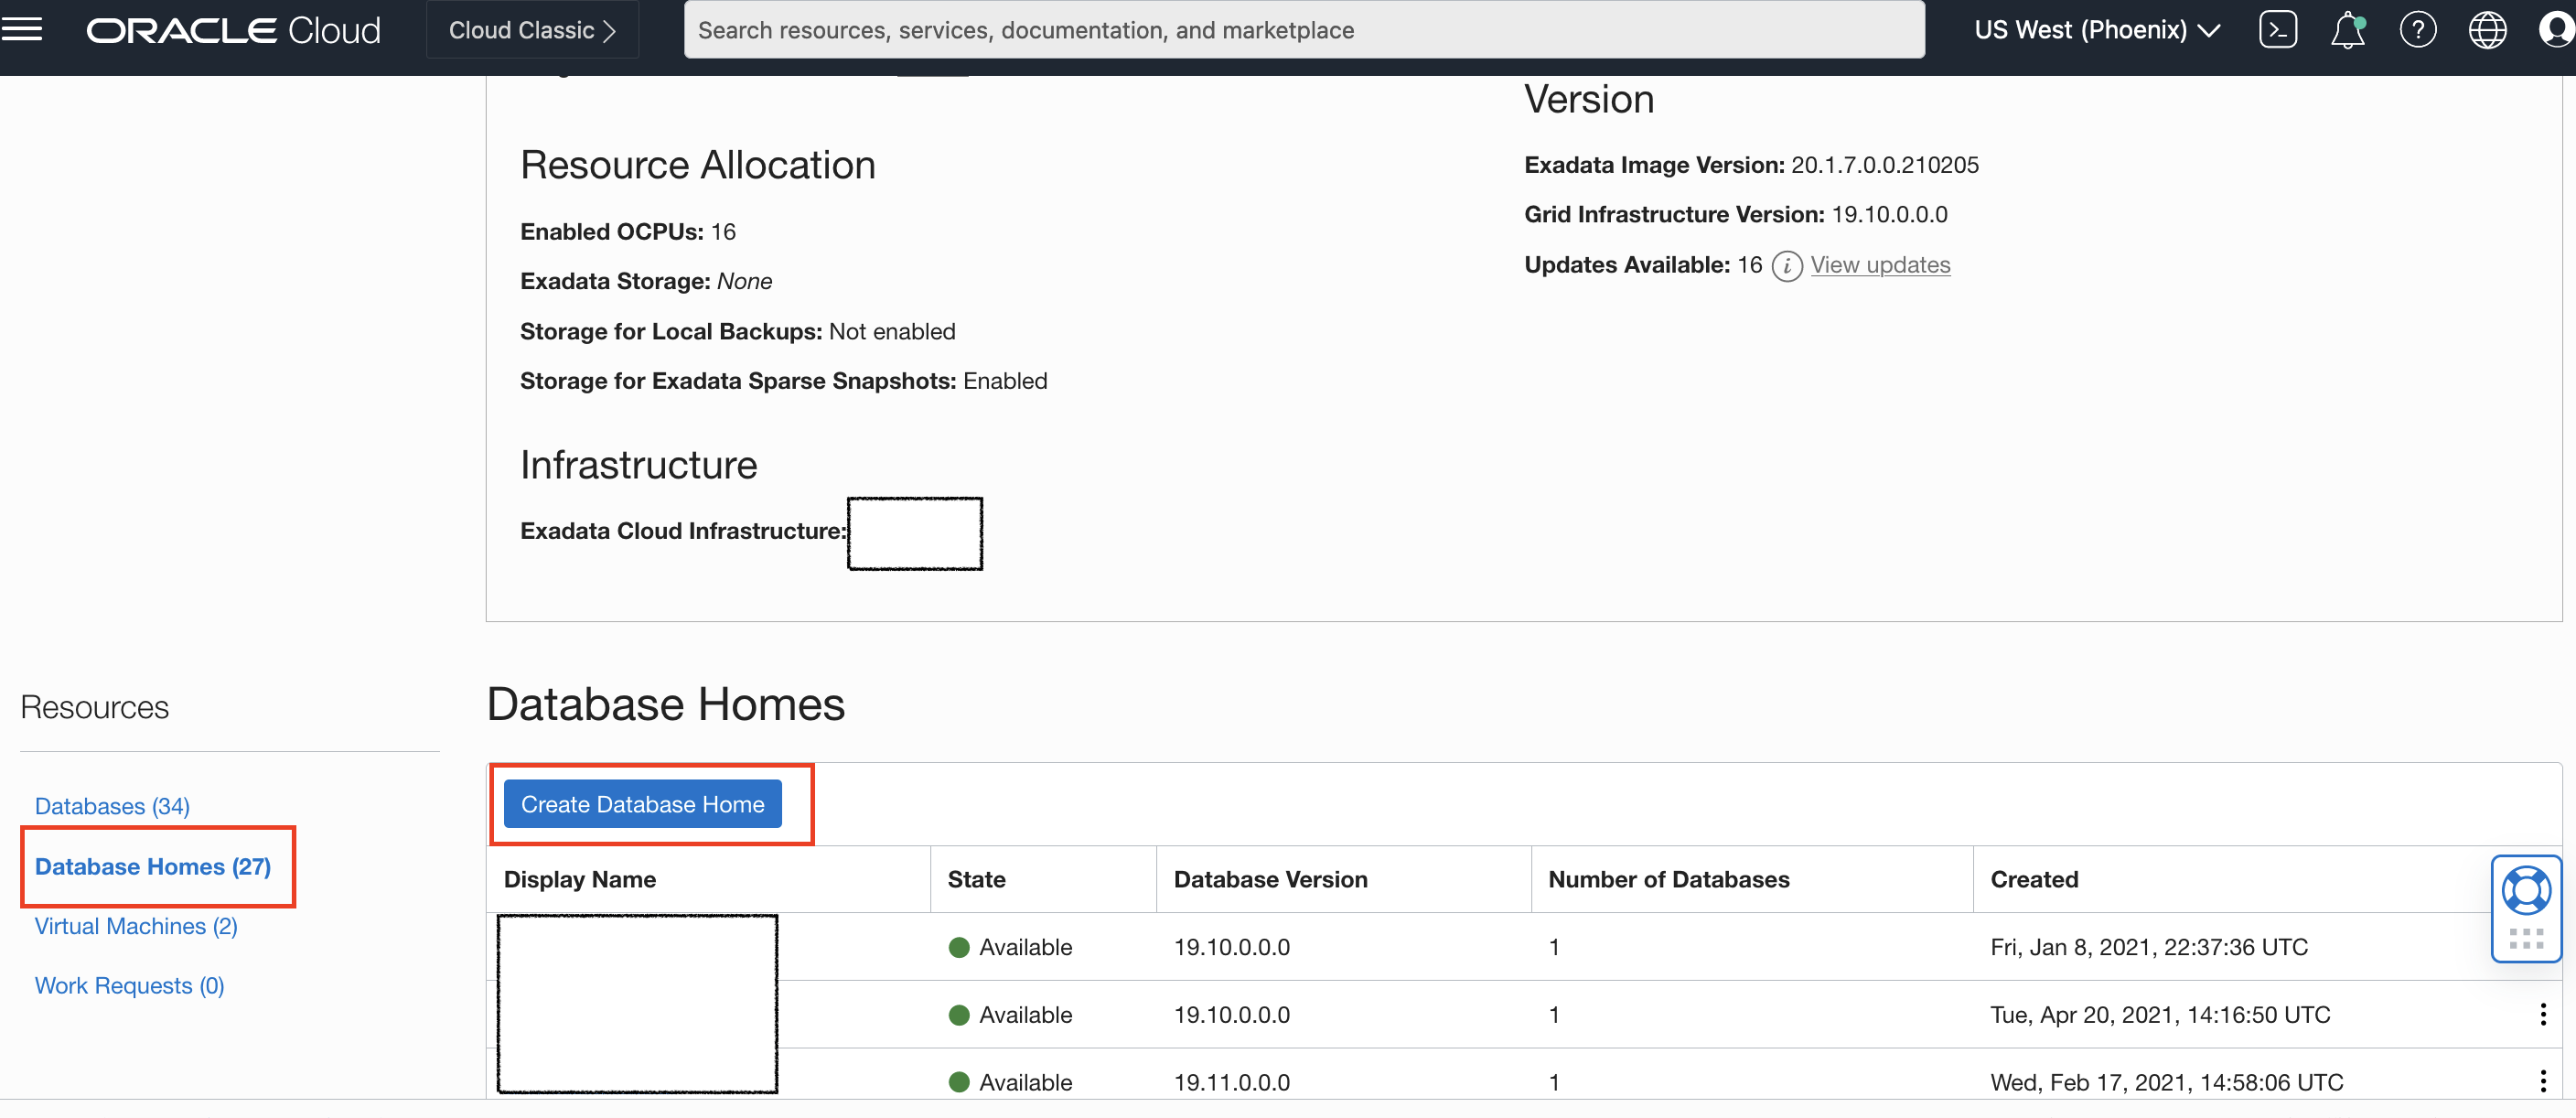 ORACLE Cloud
Cloud Classic
Search resources, services, documentation, and marketplace
US West (Phoenix)
Resource Allocation
Enabled OCPUs: 16
Exadata Storage: None
Storage for Local Backups: Not enabled
Storage for Exadata Sparse Snapshots: Enabled
Infrastructure
Exadata Cloud Infrastructure:
Version
Exadata Image Version: 20.1.7.0.0.210205
Grid Infrastructure Version: 19.10.0.0.0
Updates Available: 16 i View updates
Resources
Databases (34)
Database Homes (27)
Virtual Machines (2)
Work Requests (0)
Database Homes
Create Database Home
Display Name State Database Version Number of Databases Created
Available 19.10.0.0.0 1 Fri, Jan 8, 2021, 22:37:36 UTC
Available 19.10.0.0.0 1 Tue, Apr 20, 2021, 14:16:50 UTC
Available 19.11.0.0.0 1 Wed, Feb 17, 2021, 14:58:06 UTC